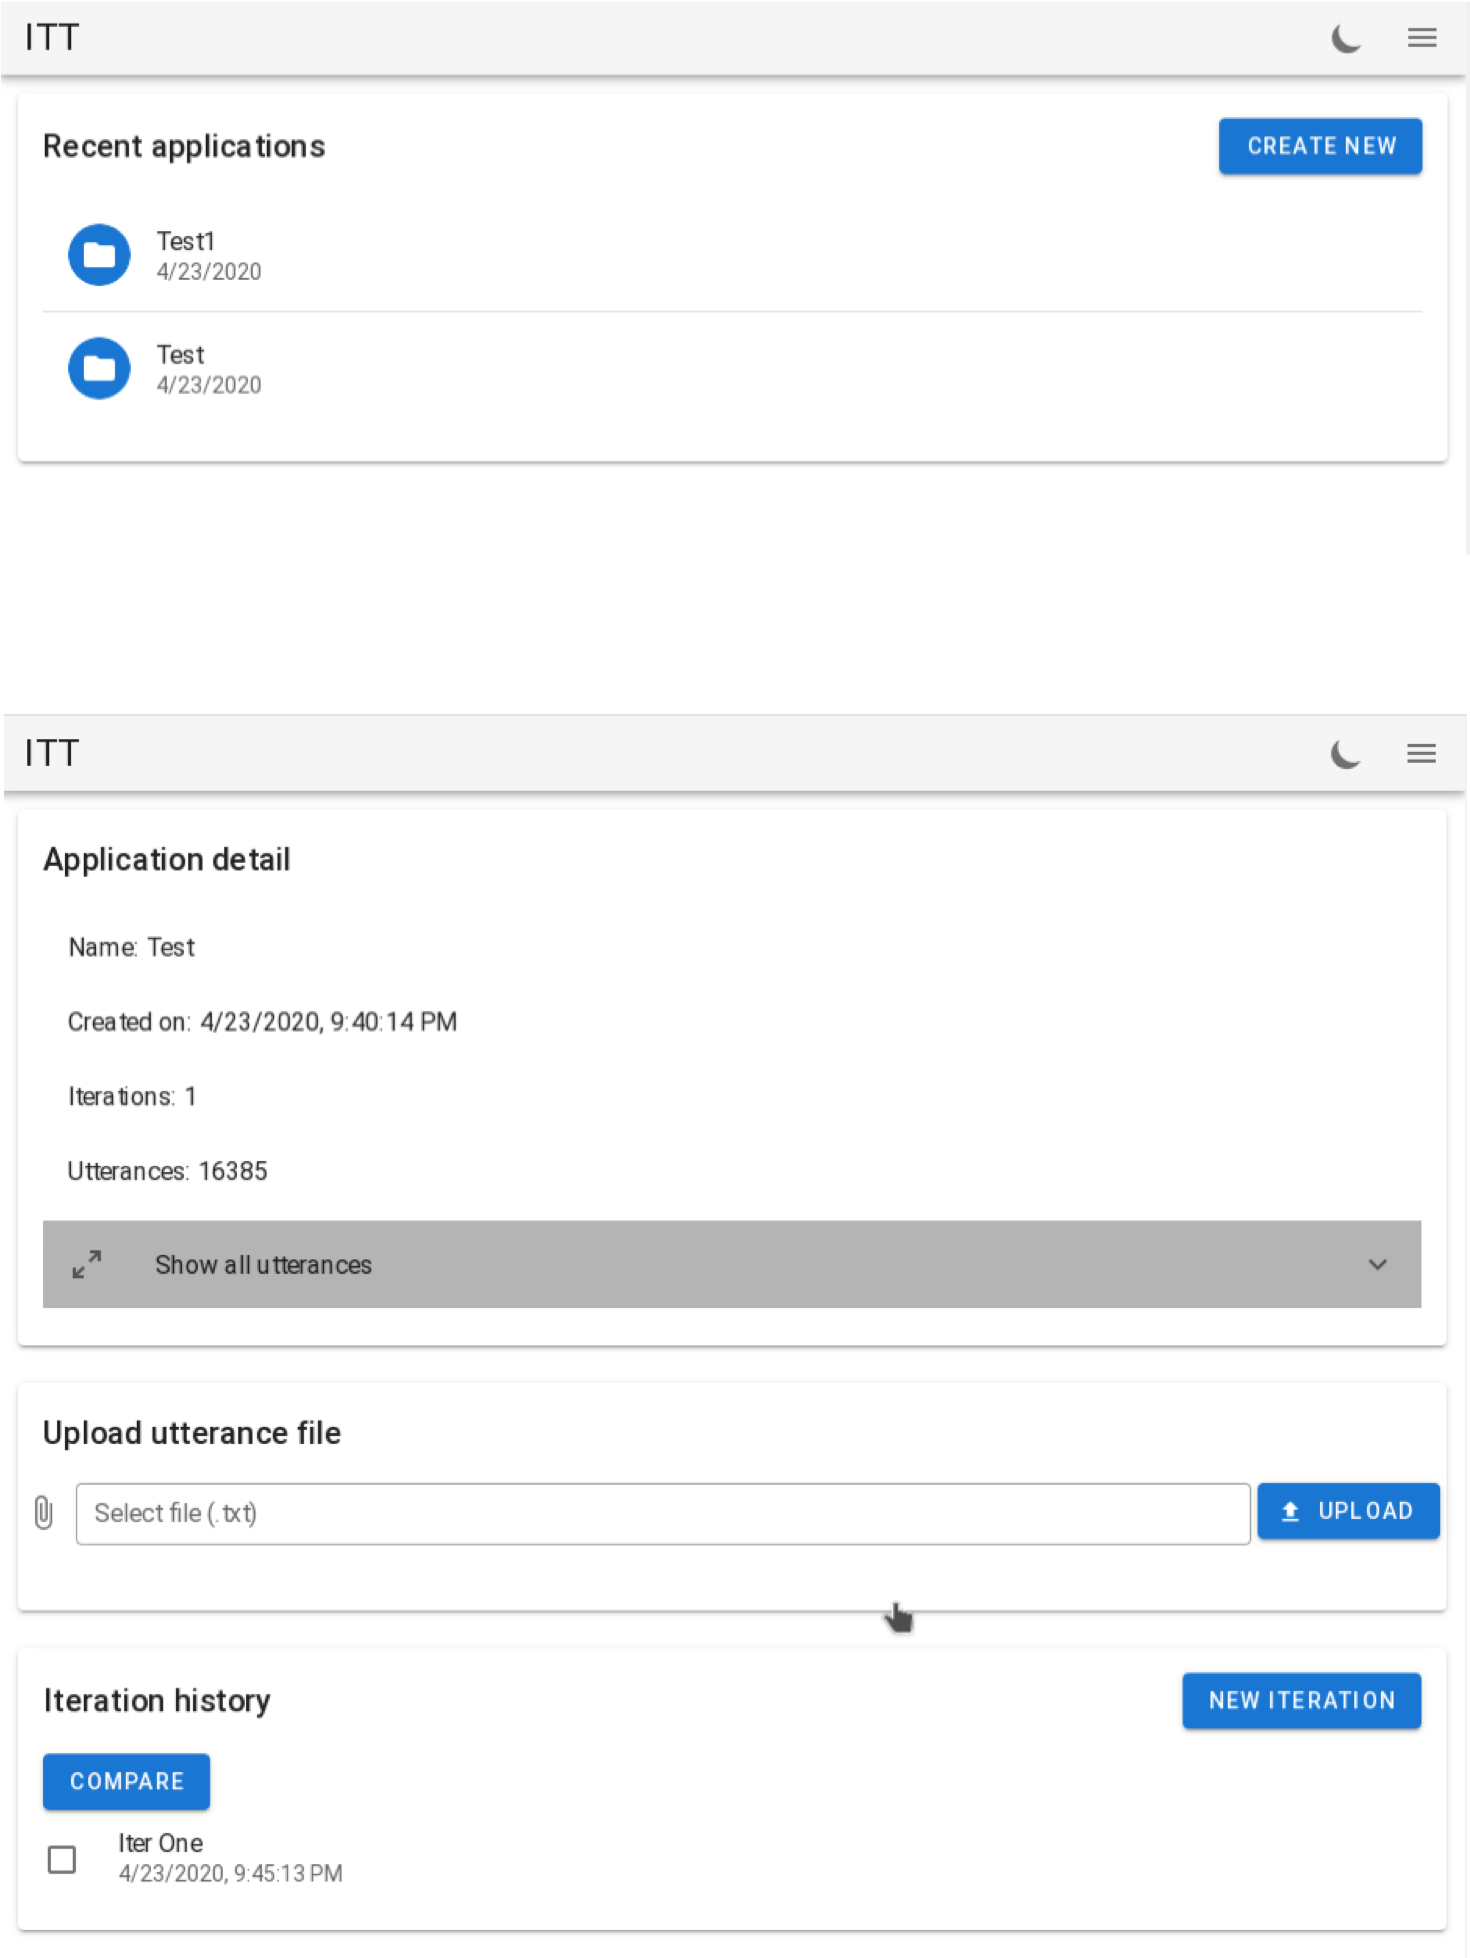 ITT
Recent applications
CREATE NEW
Test1
4/23/2020
Test
4/23/2020
ITT
Application detail
Name: Test
Created on: 4/23/2020, 9:40:14 PM
Iterations: 1
Utterances: 16385
Show all utterances
Upload utterance file
Select file (.txt)
UPLOAD
Iteration history
NEW ITERATION
COMPARE
Iter One
4/23/2020, 9:45:13 PM